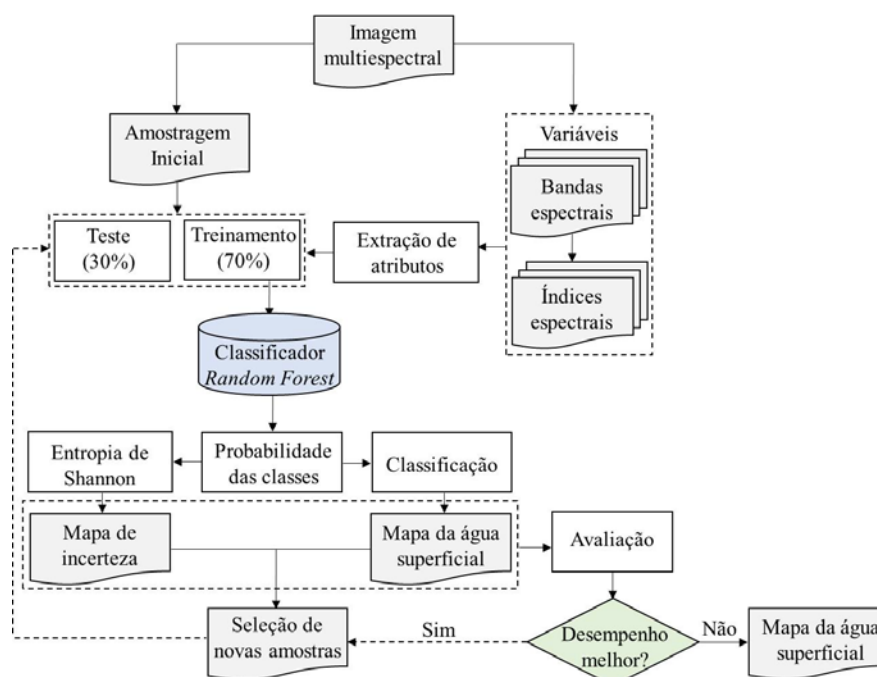 Imagem
multiespectral
Amostragem
Inicial
Variáveis
Bandas
espectrais
Teste
(30%)
Treinamento
(70%)
Extração de
atributos
Índices
espectrais
Classificador
Random Forest
Entropia de
Shannon
Probabilidade
das classes
Classificação
Mapa de
incerteza
Mapa da água
superficial
Avaliação
Seleção de
novas amostras
Sim
Desempenho
melhor?
Não
Mapa da água
superficial